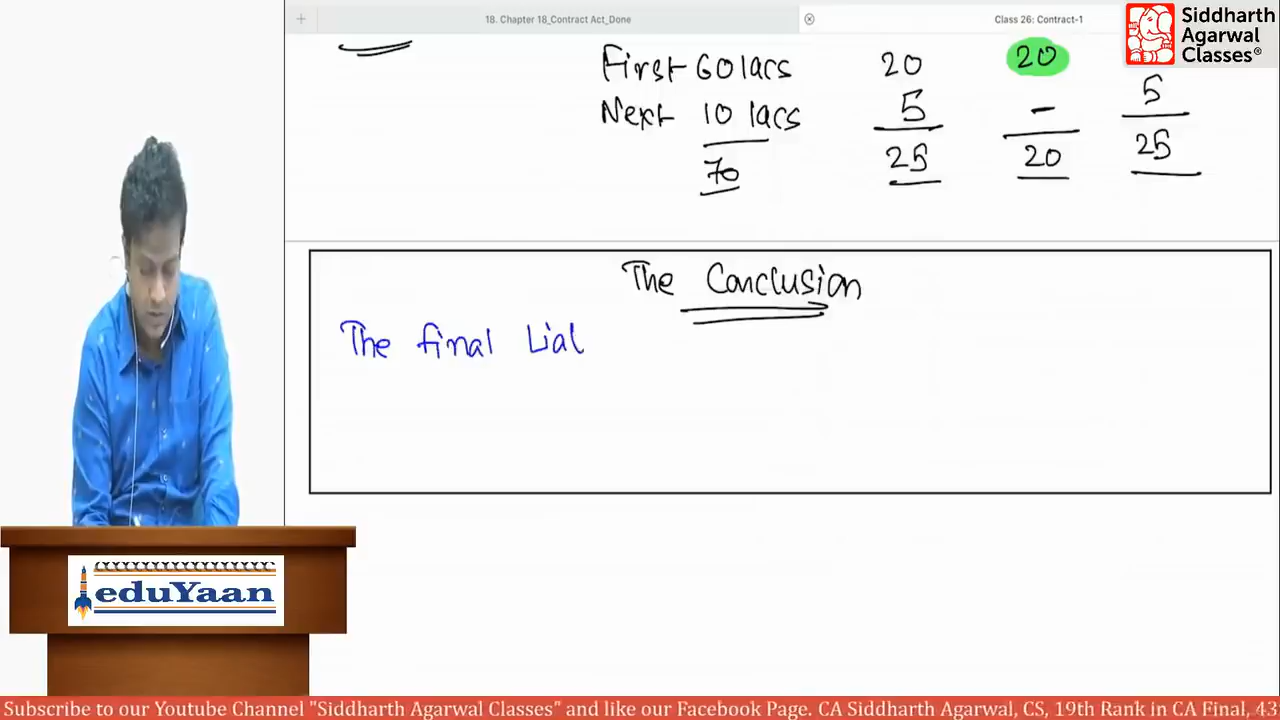 18. Chapter 18_Contract Act_Done
Class 26: Contract-1
Siddharth
Agarwal
Classes®
First 60 lacs 20 20 5
Next 10 lacs 5 - 
70 25 20 25
The Conclusion
The final Lial
eduYaan
Subscribe to our Youtube Channel "Siddharth Agarwal Classes" and like our Facebook Page. CA Siddharth Agarwal, CS, 19th Rank in CA Final, 43